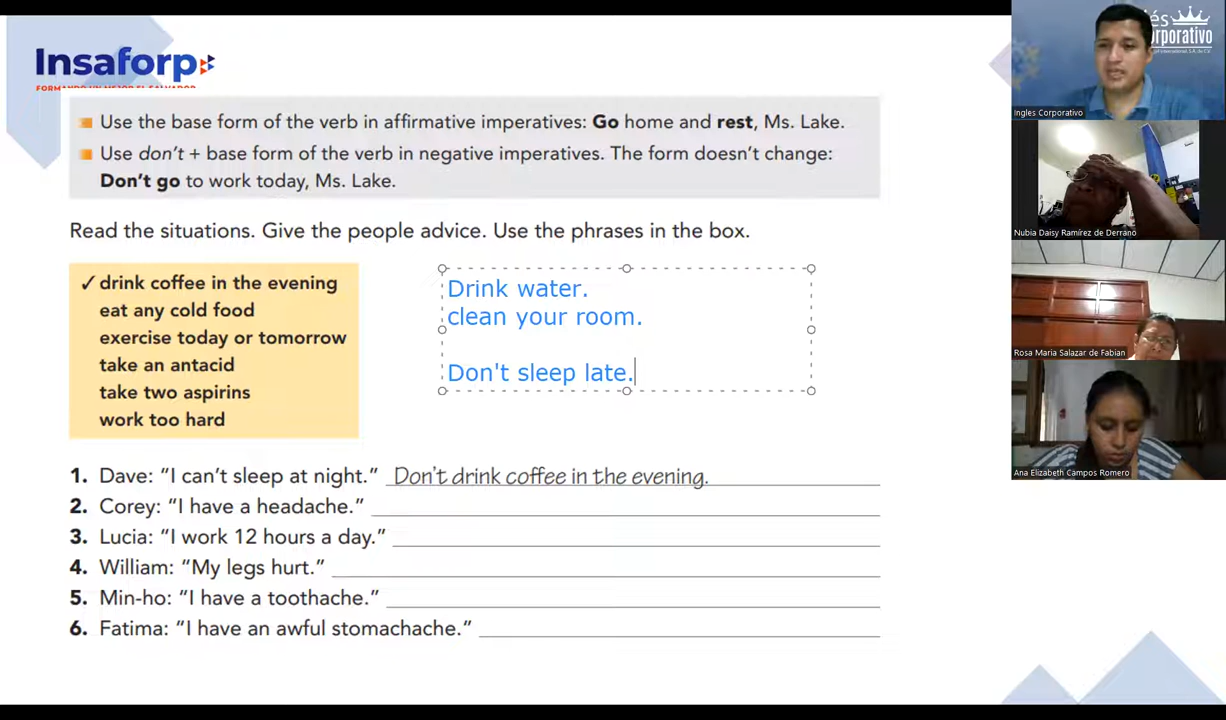 Insaforp
Use the base form of the verb in affirmative imperatives: Go home and rest, Ms. Lake.
Use don't + base form of the verb in negative imperatives. The form doesn't change:
Don't go to work today, Ms. Lake.
Read the situations. Give the people advice. Use the phrases in the box.
✓ drink coffee in the evening
eat any cold food
exercise today or tomorrow
take an antacid
take two aspirins
work too hard
Drink water.
clean your room.
Don't sleep late.
1. Dave: “I can't sleep at night.” Don't drink coffee in the evening.
2. Corey: “I have a headache.”
3. Lucia: “I work 12 hours a day.”
4. William: “My legs hurt.”
5. Min-ho: “I have a toothache.”
6. Fatima: “I have an awful stomachache.”
Ingles Corporativo
Nubia Daisy Ramírez de Derrano
Rosa Maria Salazar de Fabian
Ana Elizabeth Campos Romero